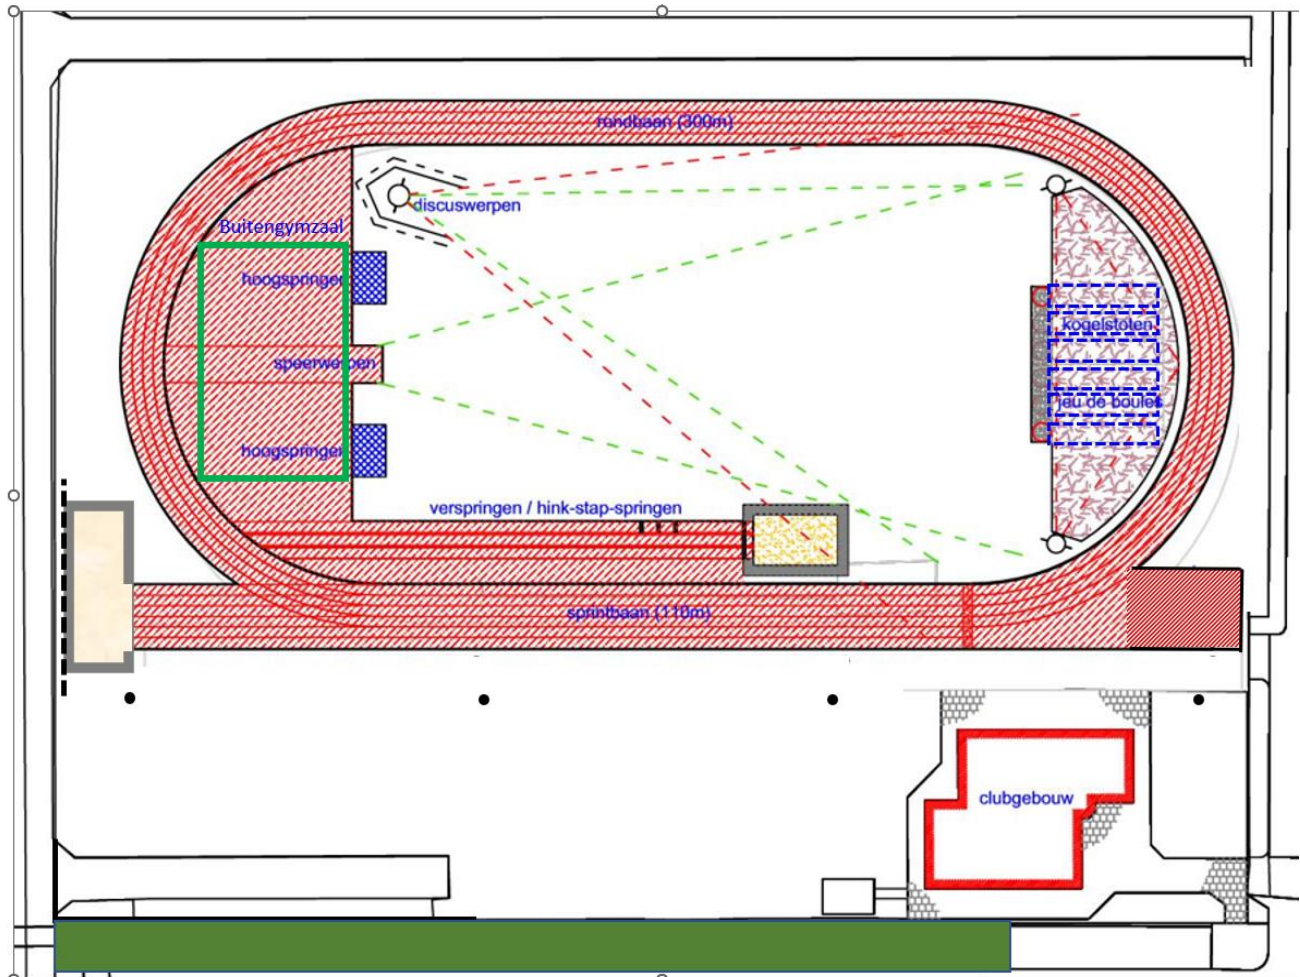 rondbaan (300m)
discuswerpen
Buitengymzaal
hoogspringen
kogelstoten
speerwerpen
jeu de boules
hoogspringen
verspringen / hink-stap-springen
sprintbaan (110m)
clubgebouw